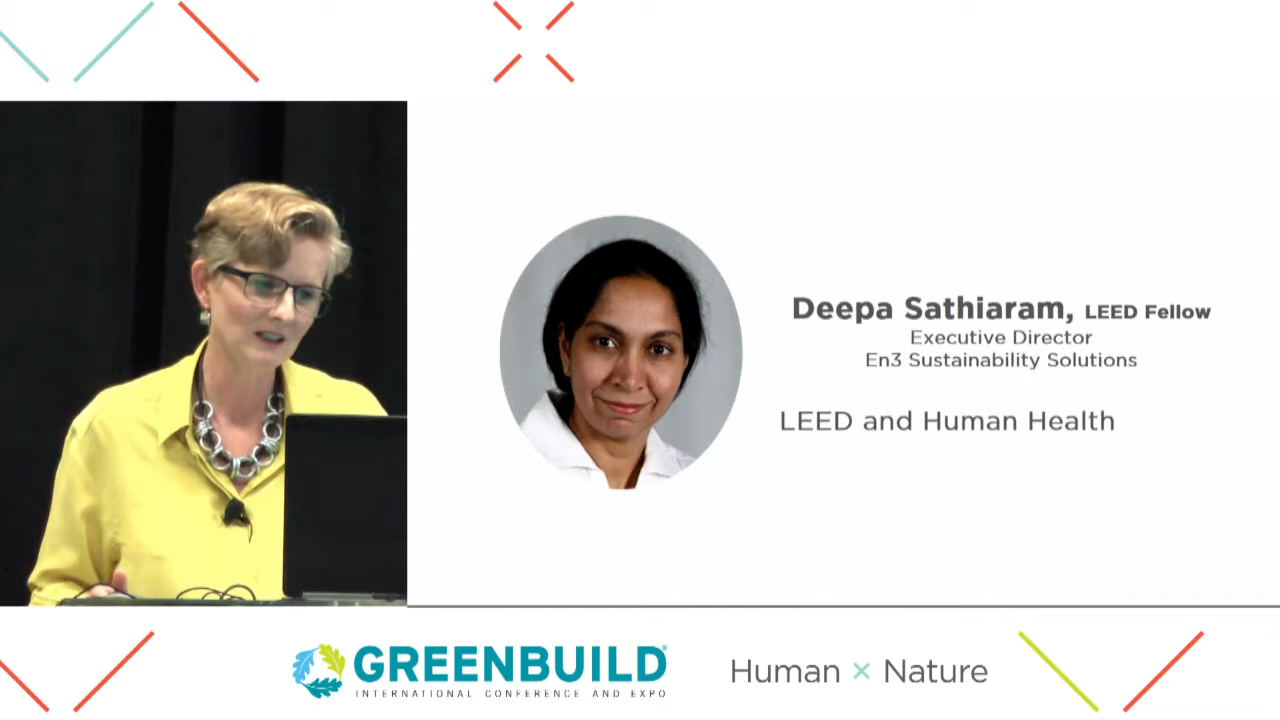 Deepa Sathiaram, LEED Fellow
Executive Director
En3 Sustainability Solutions
LEED and Human Health
GREENBUILD®
INTERNATIONAL CONFERENCE AND EXPO
Human × Nature